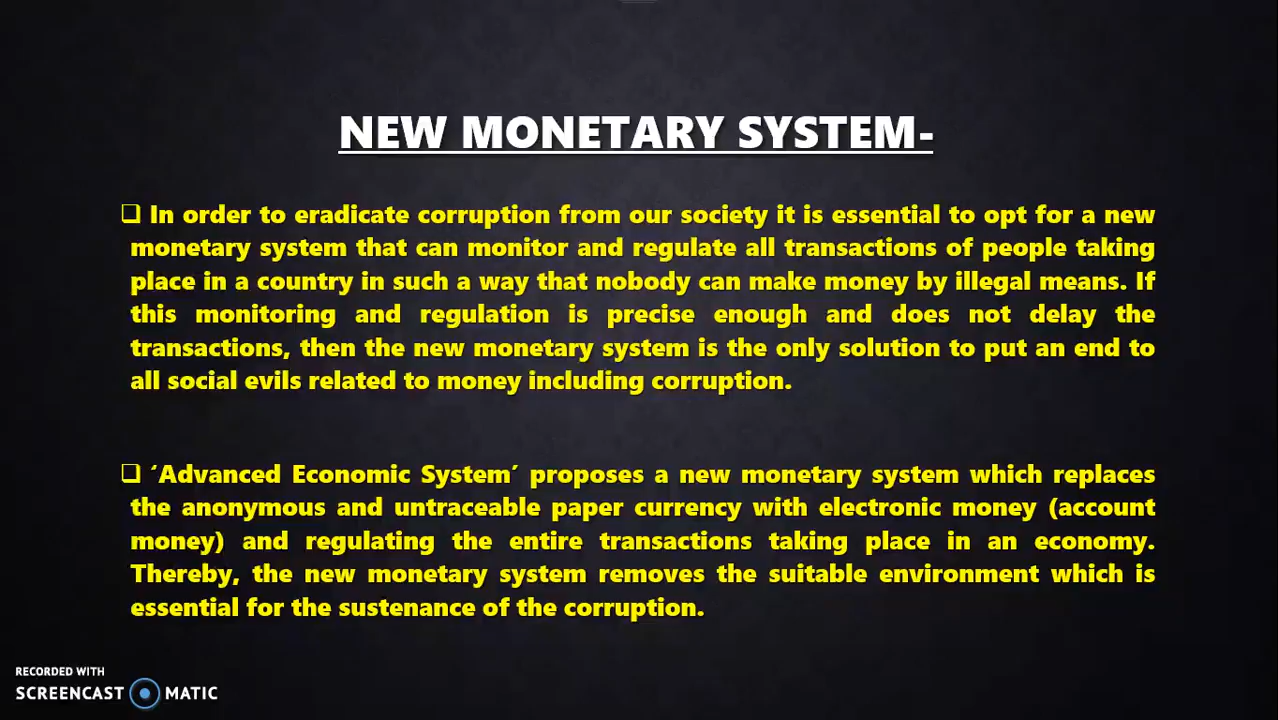 NEW MONETARY SYSTEM-
In order to eradicate corruption from our society it is essential to opt for a new
monetary system that can monitor and regulate all transactions of people taking
place in a country in such a way that nobody can make money by illegal means. If
this monitoring and regulation is precise enough and does not delay the
transactions, then the new monetary system is the only solution to put an end to
all social evils related to money including corruption.
‘Advanced Economic System’ proposes a new monetary system which replaces
the anonymous and untraceable paper currency with electronic money (account
money) and regulating the entire transactions taking place in an economy.
Thereby, the new monetary system removes the suitable environment which is
essential for the sustenance of the corruption.
RECORDED WITH
SCREENCAST MATIC